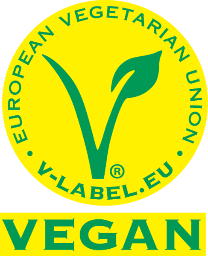 • EUROPEAN VEGETARIAN UNION •
V-LABEL.EU
®
VEGAN